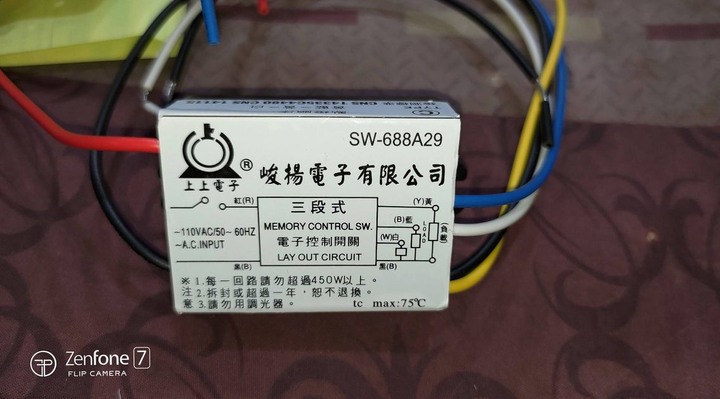 SW-688A29
® 峻楊電子有限公司
上上電子
紅(R)
三段式
(Y)黃
MEMORY CONTROL SW.
(B)藍
LOAD
負載
~110VAC/50~60HZ
~A.C.INPUT
電子控制開關
(W)白
LAY OUT CIRCUIT
黑(B)
黑(B)
※1.每一回路請勿超過450W以上。
注2.拆封或超過一年，恕不退換。
意3.請勿用調光器。
tc max:75℃
Zenfone 7
FLIP CAMERA